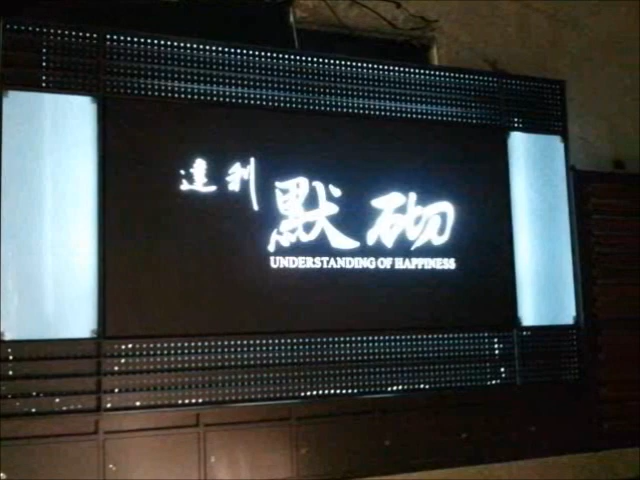 達利
默砌
UNDERSTANDING OF HAPPINESS